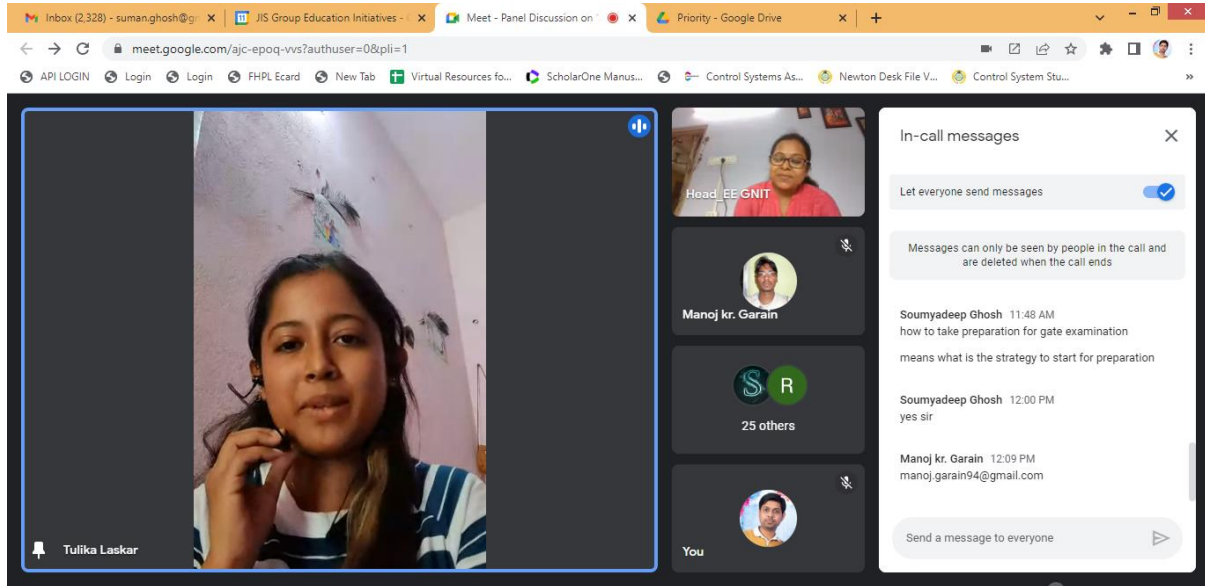 Inbox (2,328) - suman.ghosh@gn
JIS Group Education Initiatives -
Meet - Panel Discussion on "
Priority - Google Drive
meet.google.com/ajc-epoq-vvs?authuser=0&pli=1
API LOGIN Login Login FHPL Ecard New Tab Virtual Resources fo... ScholarOne Manus... Control Systems As... Newton Desk File V... Control System Stu... »
Tulika Laskar
Head_EE GNIT
Manoj kr. Garain
S R
25 others
You
In-call messages
Let everyone send messages
Messages can only be seen by people in the call and
are deleted when the call ends
Soumyadeep Ghosh 11:48 AM
how to take preparation for gate examination
means what is the strategy to start for preparation
Soumyadeep Ghosh 12:00 PM
yes sir
Manoj kr. Garain 12:09 PM
manoj.garain94@gmail.com
Send a message to everyone